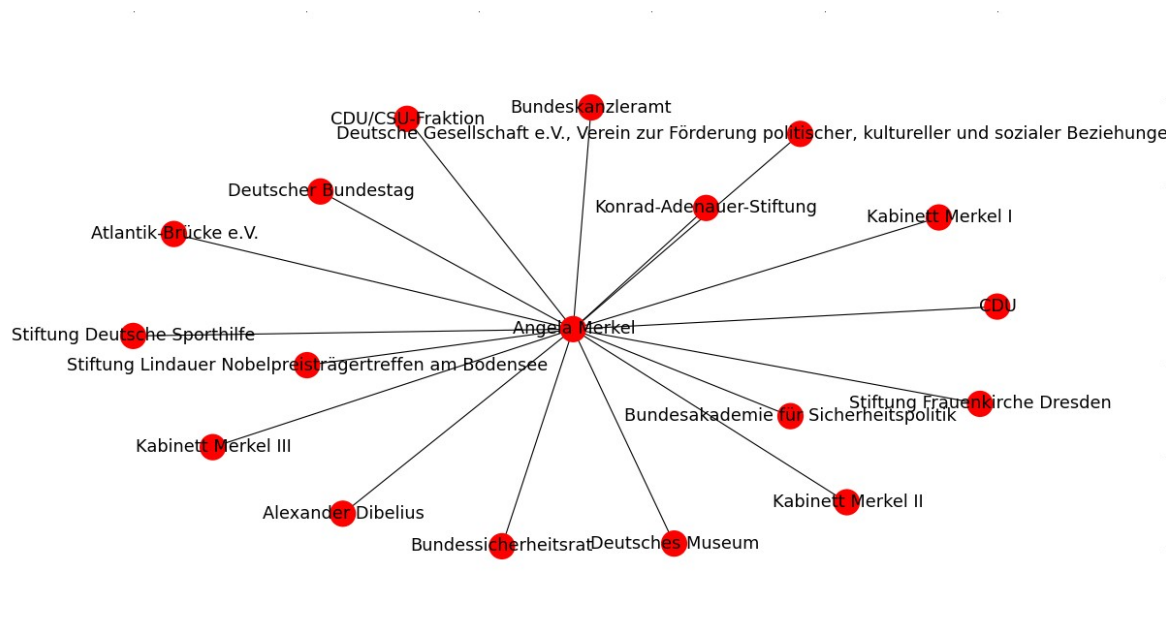 Bundeskanzleramt
CDU/CSU-Fraktion
Deutsche Gesellschaft e.V., Verein zur Förderung politischer, kultureller und sozialer Beziehunge
Deutscher Bundestag
Konrad-Adenauer-Stiftung
Kabinett Merkel I
Atlantik-Brücke e.V.
CDU
Angela Merkel
Stiftung Deutsche Sporthilfe
Stiftung Lindauer Nobelpreisträgertreffen am Bodensee
Stiftung Frauenkirche Dresden
Bundesakademie für Sicherheitspolitik
Kabinett Merkel III
Kabinett Merkel II
Alexander Dibelius
Bundessicherheitsrat
Deutsches Museum